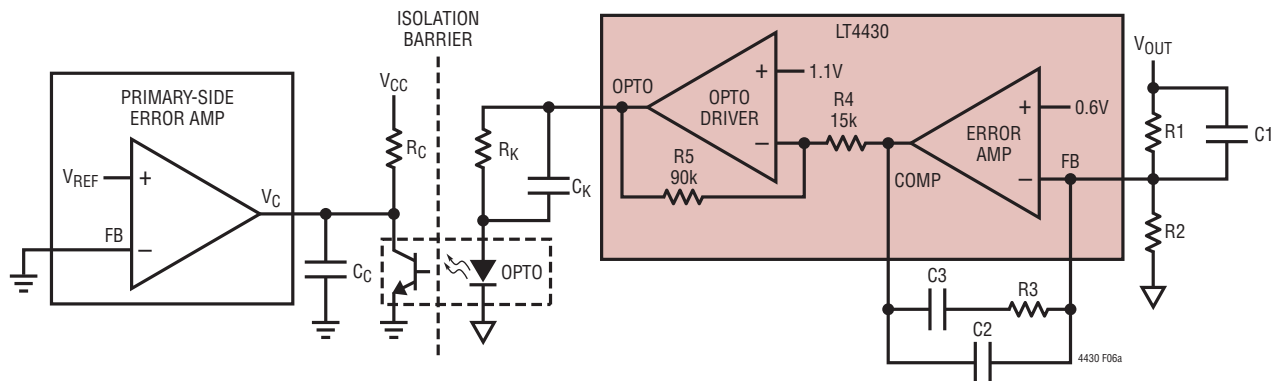 ISOLATION
BARRIER
LT4430
PRIMARY-SIDE
ERROR AMP
VREF
+
FB
–
VC
VCC
RC
CC
RK
CK
OPTO
OPTO
OPTO
DRIVER
+
1.1V
–
R5
90k
R4
15k
COMP
ERROR
AMP
+
0.6V
–
FB
VOUT
R1
C1
R2
C3
R3
C2
4430 F06a